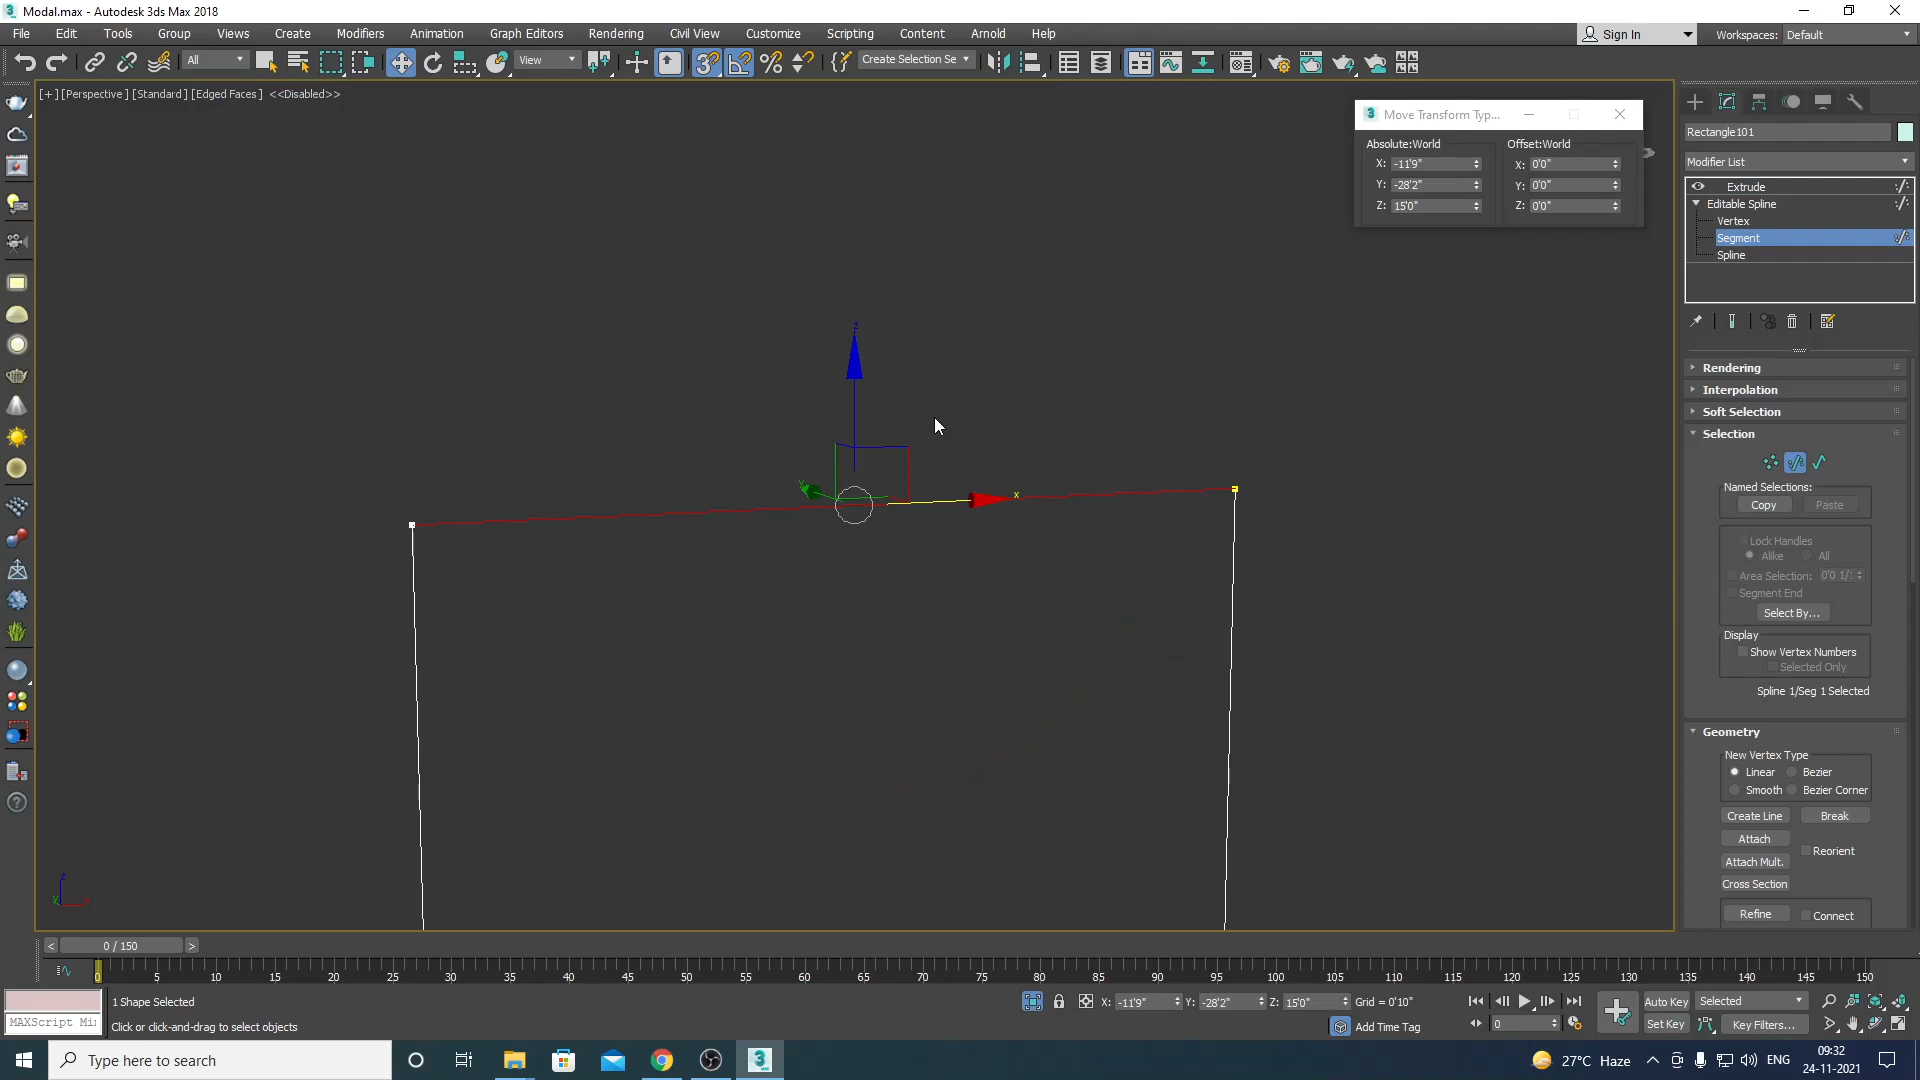 Modal.max - Autodesk 3ds Max 2018
File Edit Tools Group Views Create Modifiers Animation Graph Editors Rendering Civil View Customize Scripting Content Arnold Help
Sign In Workspaces: Default
All View Create Selection Se
[+] [Perspective] [Standard] [Edged Faces] <<Disabled>>
Move Transform Typ...
Absolute:World Offset:World
X: -11'9" X: 0'0"
Y: -28'2" Y: 0'0"
Z: 15'0" Z: 0'0"
z
y
x
Rectangle101
Modifier List
Extrude
Editable Spline
Vertex
Segment
Spline
Rendering
Interpolation
Soft Selection
Selection
Named Selections:
Copy Paste
Lock Handles
Alike All
Area Selection: 0'0 1/
Segment End
Select By...
Display
Show Vertex Numbers
Selected Only
Spline 1/Seg 1 Selected
Geometry
New Vertex Type
Linear Bezier
Smooth Bezier Corner
Create Line Break
Attach
Reorient
Attach Mult.
Cross Section
Refine Connect
z
y x
< 0 / 150 >
0 5 10 15 20 25 30 35 40 45 50 55 60 65 70 75 80 85 90 95 100 105 110 115 120 125 130 135 140 145 150
1 Shape Selected
X: -11'9" Y: -28'2" Z: 15'0" Grid = 0'10"
Auto Key Selected
MAXScript Mi
Click or click-and-drag to select objects
Add Time Tag
0
Set Key Key Filters...
Type here to search
27°C Haze
ENG
09:32
24-11-2021